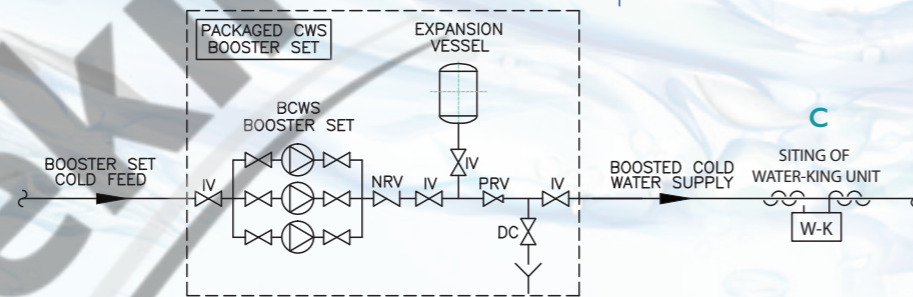 PACKAGED CWS
BOOSTER SET
EXPANSION
VESSEL
BCWS
BOOSTER SET
C
SITING OF
WATER-KING UNIT
BOOSTER SET
COLD FEED
IV
NRV
IV
IV
PRV
IV
BOOSTED COLD
WATER SUPPLY
DC
W-K